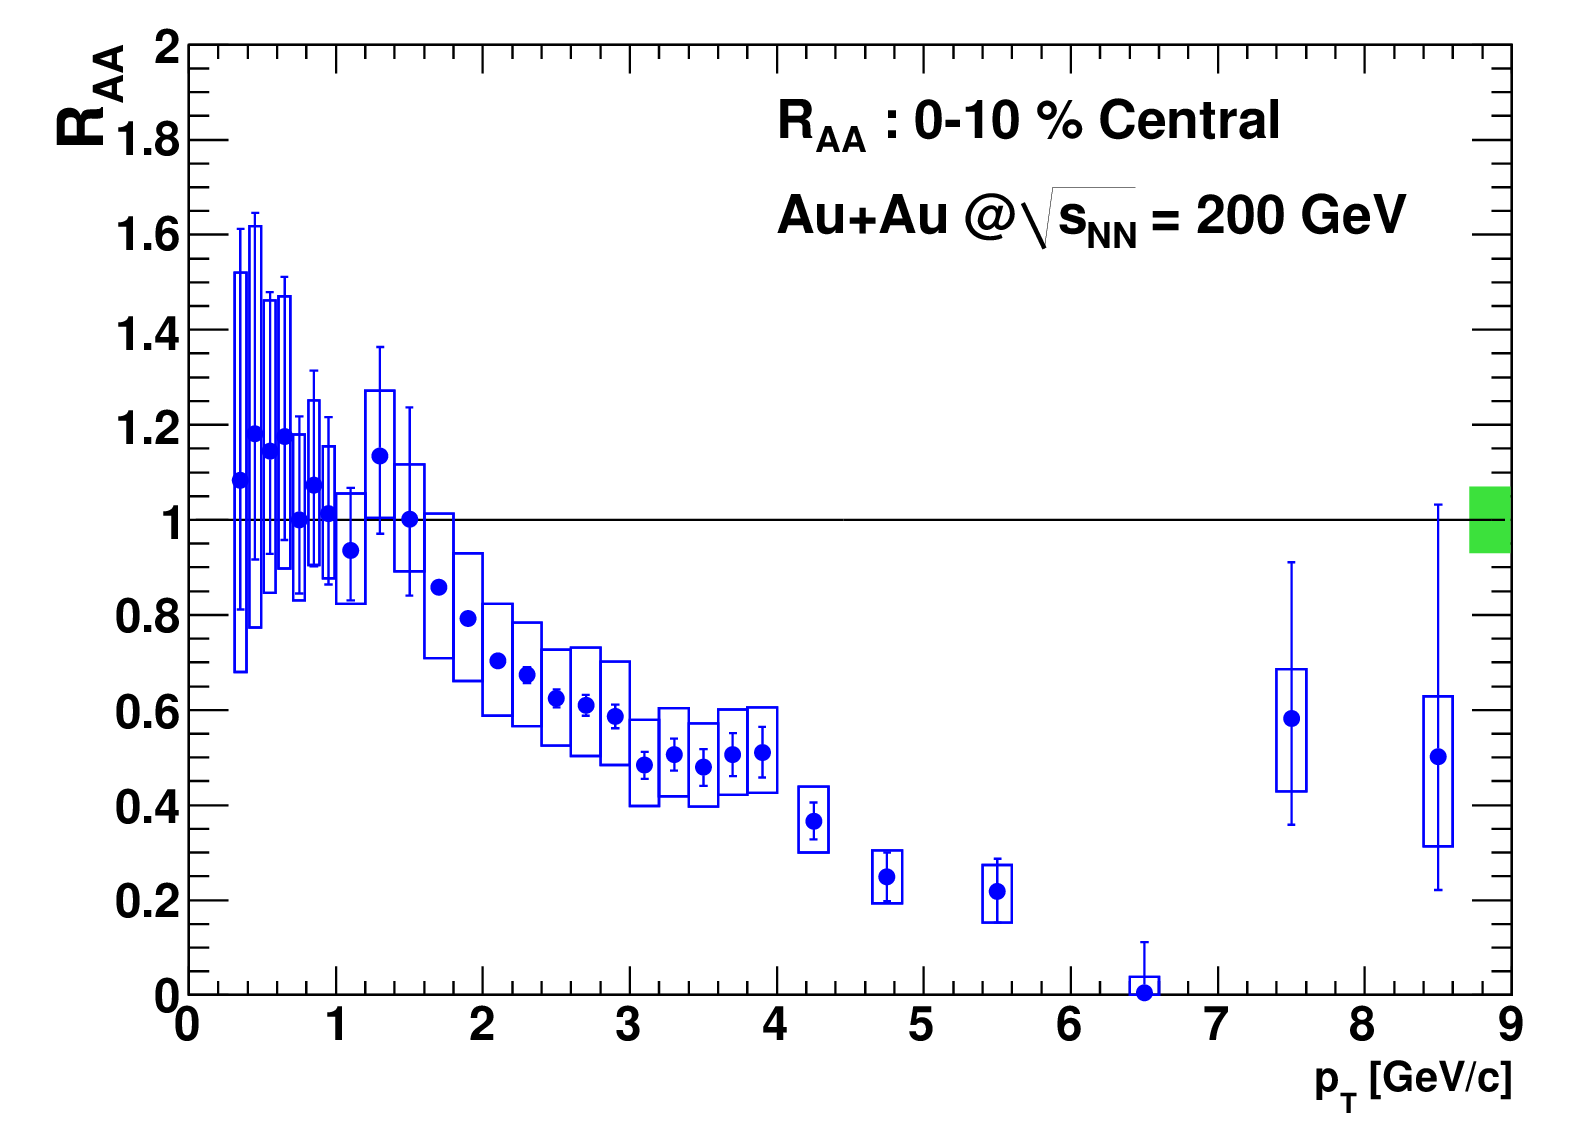 R_AA
2
1.8
1.6
1.4
1.2
1
0.8
0.6
0.4
0.2
0
R_AA : 0-10 % Central
Au+Au @√s_NN = 200 GeV
0 1 2 3 4 5 6 7 8 9
p_T [GeV/c]